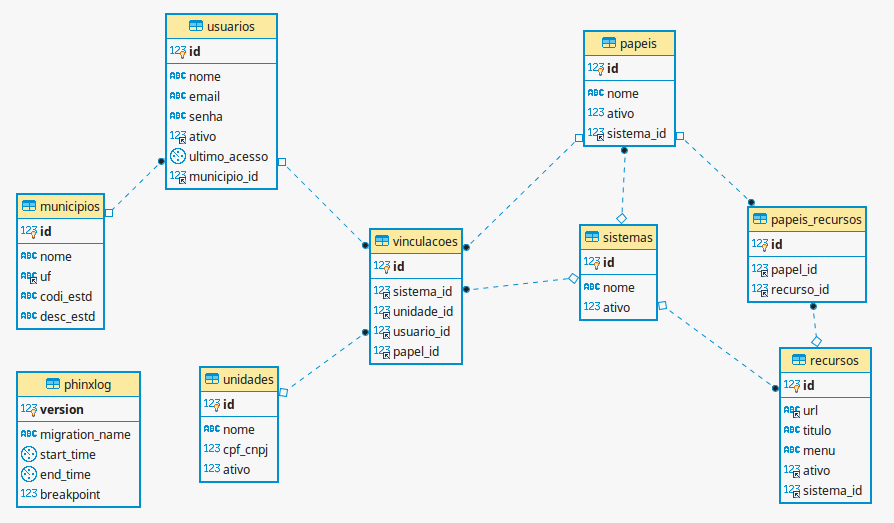 usuarios
123 id
ABC nome
ABC email
ABC senha
123 ativo
ultimo_acesso
123 municipio_id
papeis
123 id
ABC nome
123 ativo
123 sistema_id
municipios
123 id
ABC nome
ABC uf
ABC codi_estd
ABC desc_estd
vinculacoes
123 id
123 sistema_id
123 unidade_id
123 usuario_id
123 papel_id
sistemas
123 id
ABC nome
123 ativo
papeis_recursos
123 id
123 papel_id
123 recurso_id
phinxlog
123 version
ABC migration_name
start_time
end_time
123 breakpoint
unidades
123 id
ABC nome
123 cpf_cnpj
123 ativo
recursos
123 id
ABC url
ABC titulo
ABC menu
123 ativo
123 sistema_id